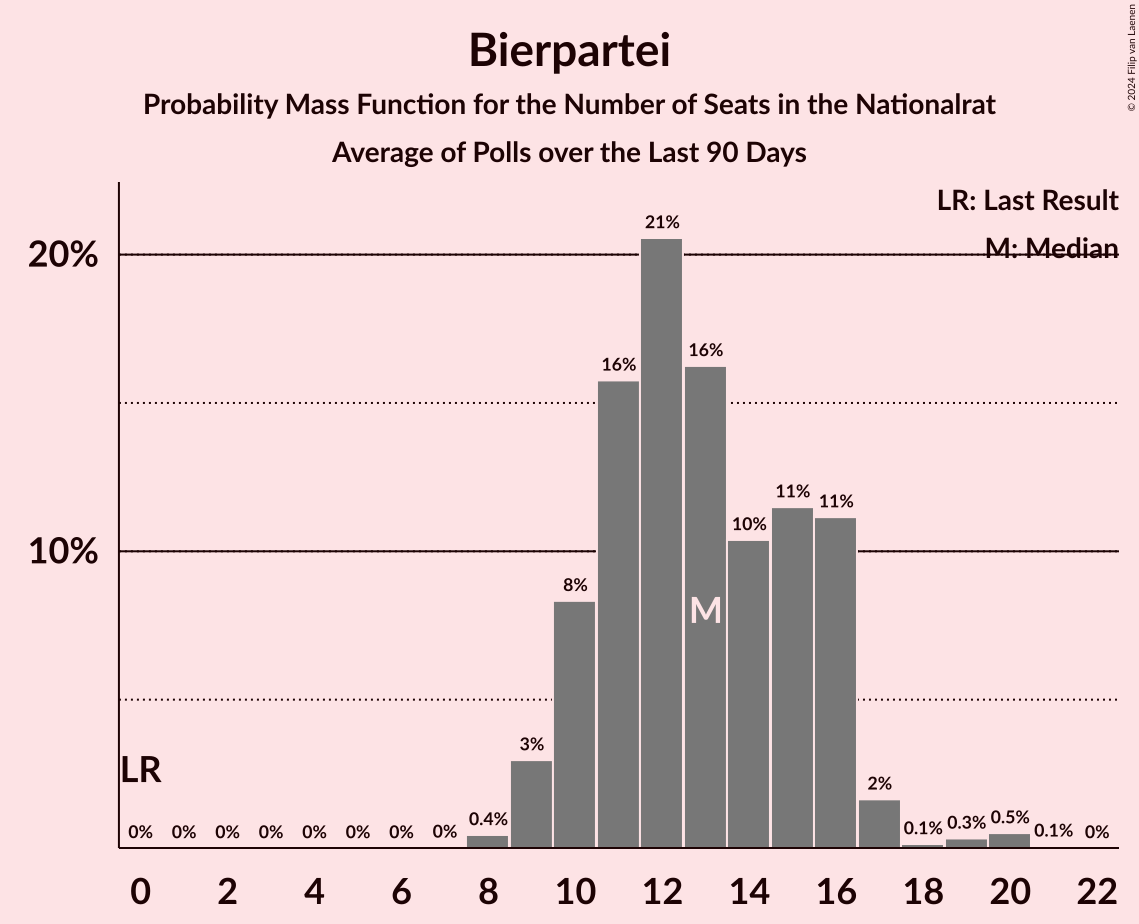 Bierpartei
Probability Mass Function for the Number of Seats in the Nationalrat
Average of Polls over the Last 90 Days
© 2024 Filip van Laenen
LR: Last Result
M: Median
20%
10%
21%
16%
16%
11%
11%
10%
8%
M
3%
LR
2%
0% 0% 0% 0% 0% 0% 0% 0% 0.4% 0.1% 0.3% 0.5% 0.1% 0%
0 2 4 6 8 10 12 14 16 18 20 22